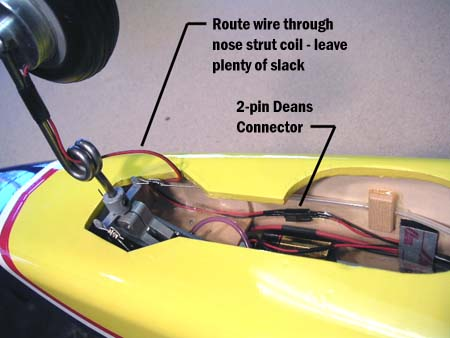 Route wire through
nose strut coil - leave
plenty of slack
2-pin Deans
Connector